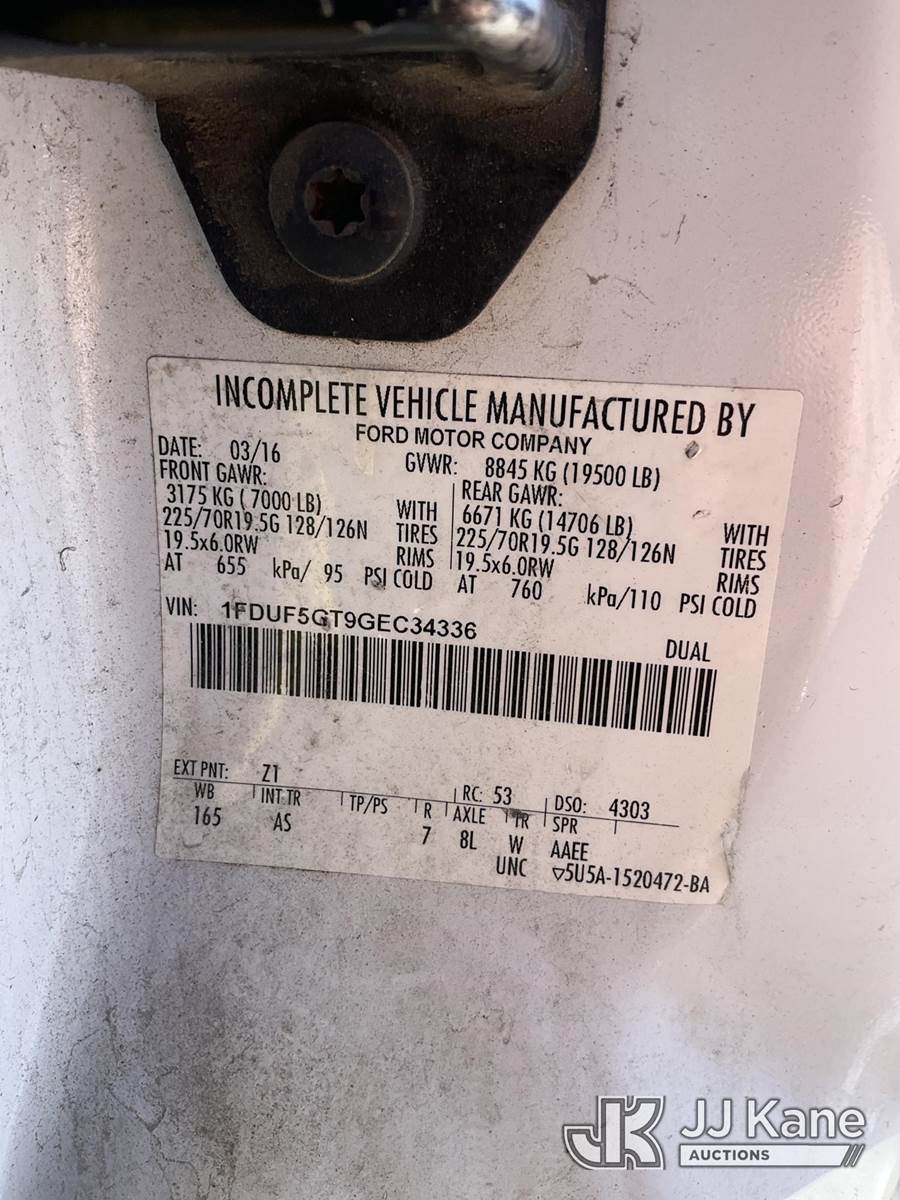 INCOMPLETE VEHICLE MANUFACTURED BY
FORD MOTOR COMPANY
DATE: 03/16 GVWR: 8845 KG (19500 LB)
FRONT GAWR: REAR GAWR:
3175 KG ( 7000 LB) WITH 6671 KG (14706 LB) WITH
225/70R19.5G 128/126N TIRES 225/70R19.5G 128/126N TIRES
19.5x6.0RW RIMS 19.5x6.0RW RIMS
AT 655 kPa/ 95 PSI COLD AT 760 kPa/110 PSI COLD
VIN: 1FDUF5GT9GEC34336
DUAL
EXT PNT: Z1 RC: 53 DSO: 4303
WB INT TR TP/PS R AXLE TR SPR
165 AS 7 8L W AAEE
UNC ▽5U5A-1520472-BA
JK JJ Kane
AUCTIONS